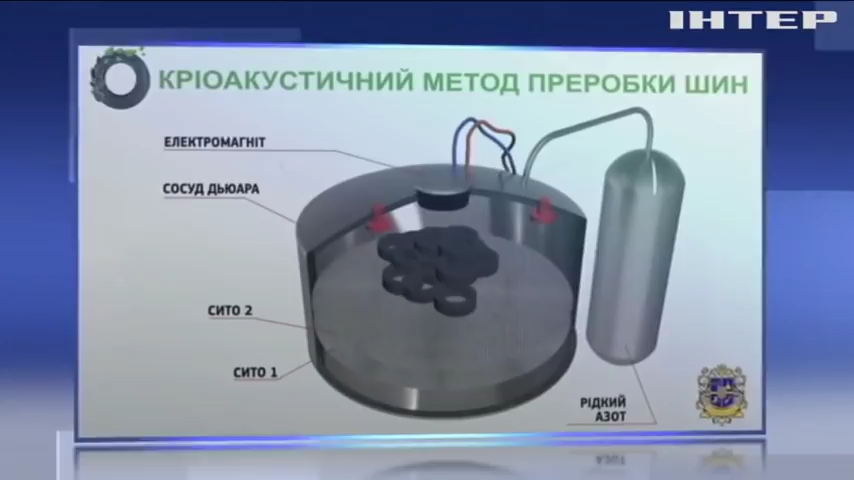 ІНТЕР
КРІОАКУСТИЧНИЙ МЕТОД ПРЕРОБКИ ШИН
ЕЛЕКТРОМАГНІТ
СОСУД ДЬЮАРА
СИТО 2
СИТО 1
РІДКИЙ
АЗОТ